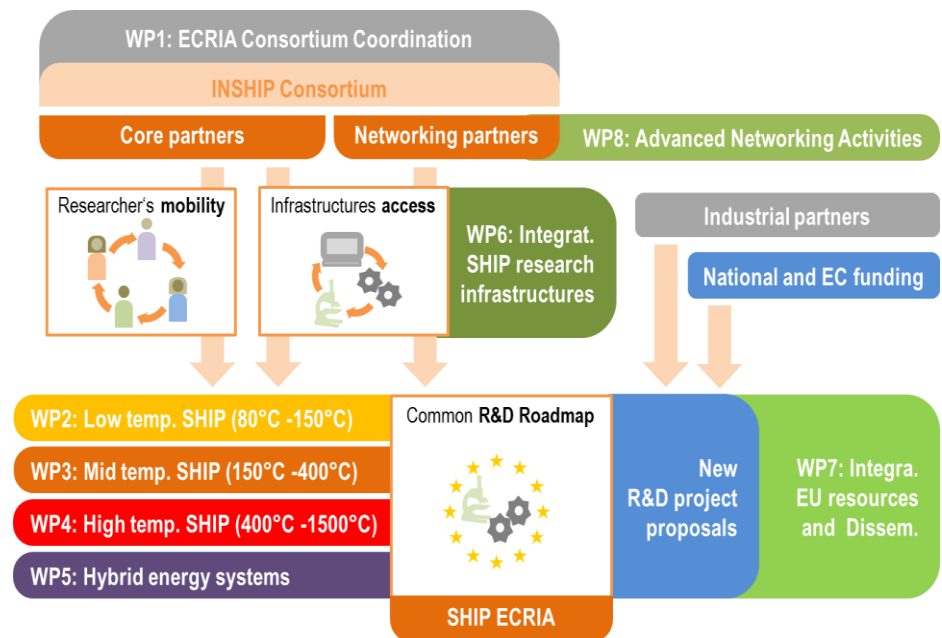 WP1: ECRIA Consortium Coordination
INSHIP Consortium
Core partners
Networking partners
WP8: Advanced Networking Activities
Researcher‘s mobility
Infrastructures access
WP6: Integrat.
SHIP research
infrastructures
Industrial partners
National and EC funding
WP2: Low temp. SHIP (80°C -150°C)
WP3: Mid temp. SHIP (150°C -400°C)
WP4: High temp. SHIP (400°C -1500°C)
WP5: Hybrid energy systems
Common R&D Roadmap
SHIP ECRIA
New
R&D project
proposals
WP7: Integra.
EU resources
and Dissem.